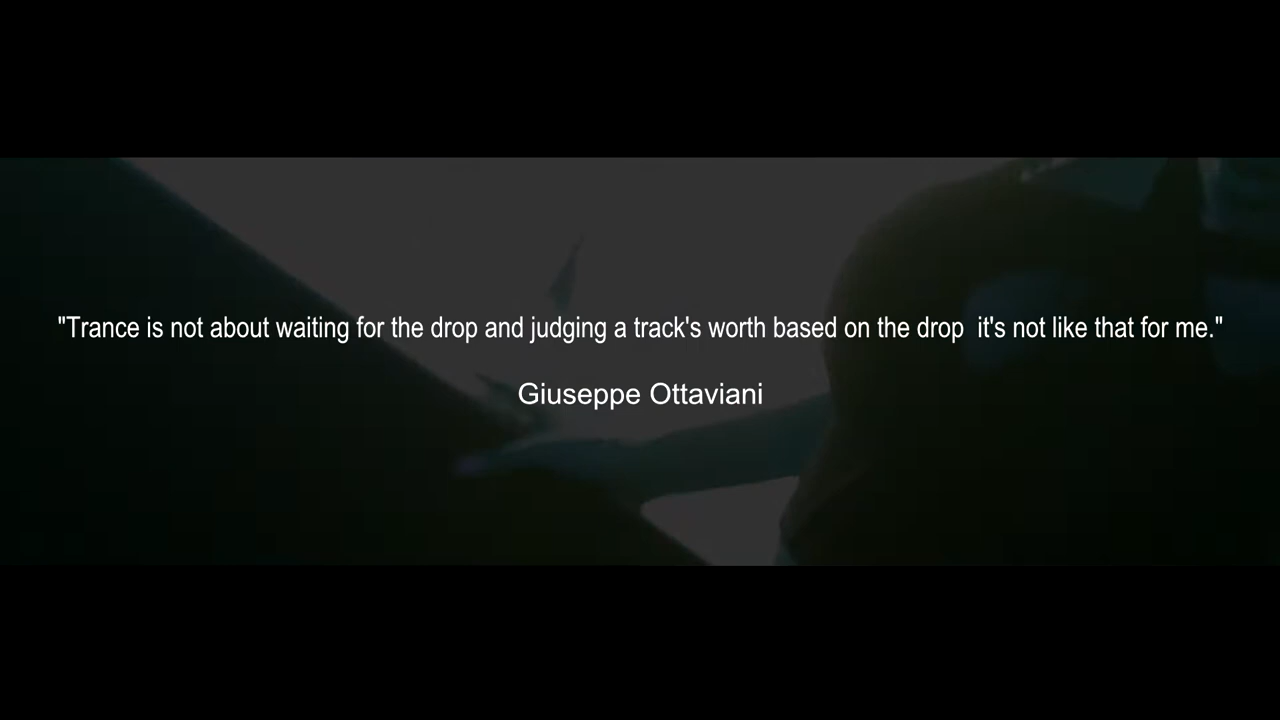 "Trance is not about waiting for the drop and judging a track's worth based on the drop  it's not like that for me."
Giuseppe Ottaviani